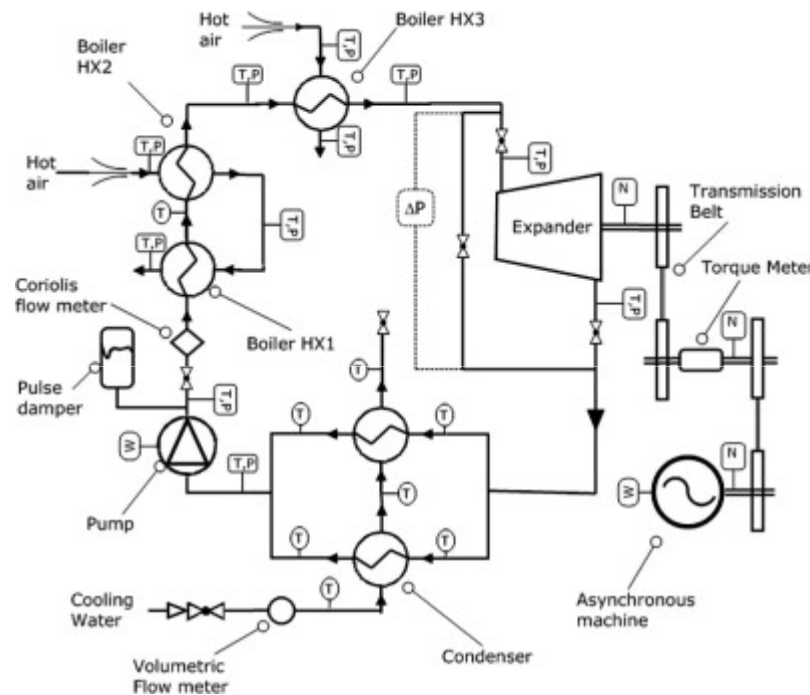 Hot
air
Boiler HX3
Boiler
HX2
T,P
T,P
T,P
T,P
T,P
Hot
air
T,P
T
T,P
T,P
ΔP
Expander
N
Transmission
Belt
Torque Meter
T,P
Coriolis
flow meter
Boiler HX1
N
Pulse
damper
T,P
T
T
T
W
Pump
T,P
T
N
W
T
T
Cooling
Water
T
Volumetric
Flow meter
Condenser
Asynchronous
machine